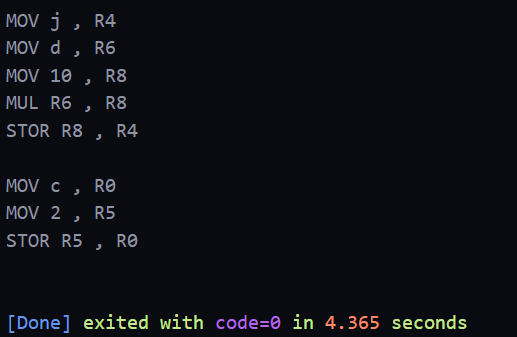 MOV j , R4
MOV d , R6
MOV 10 , R8
MUL R6 , R8
STOR R8 , R4
MOV c , R0
MOV 2 , R5
STOR R5 , R0
[Done] exited with code=0 in 4.365 seconds